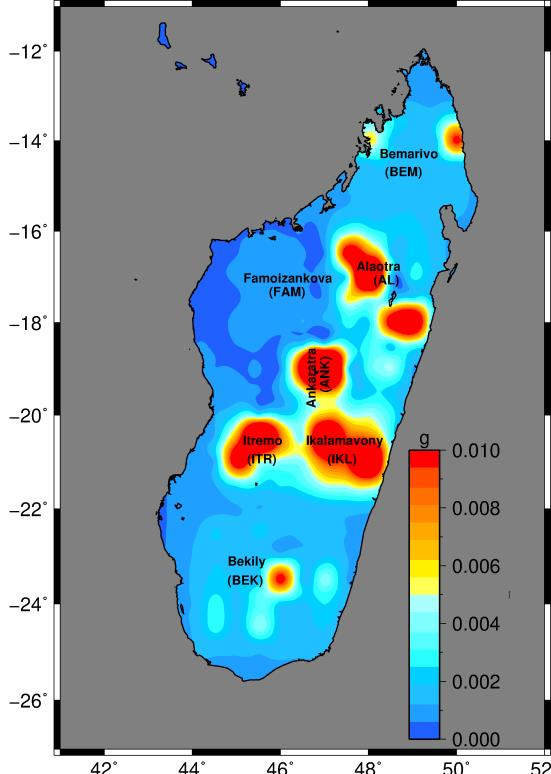 −12˚
−14˚
Bemarivo
(BEM)
−16˚
Alaotra
(AL)
Famoizankova
(FAM)
−18˚
Ankaçatra
(ANK)
−20˚
Itremo
(ITR)
Ikalamavony
(IKL)
g
0.010
0.008
0.006
0.004
0.002
0.000
−22˚
Bekily
(BEK)
−24˚
−26˚
42˚
44˚
46˚
48˚
50˚
52